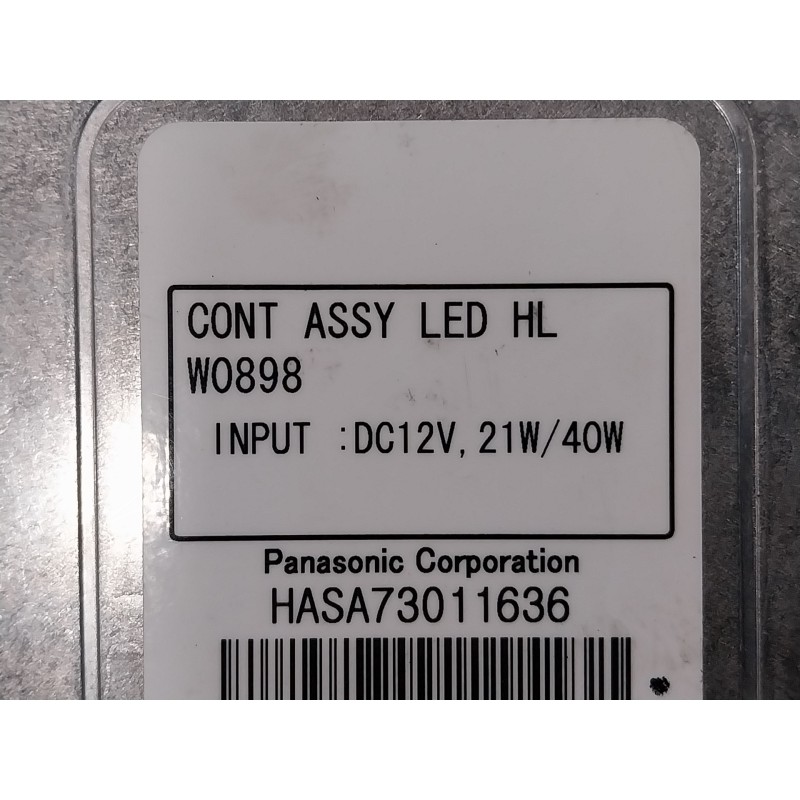 CONT ASSY LED HL
W0898
INPUT :DC12V, 21W/40W
Panasonic Corporation
HASA73011636